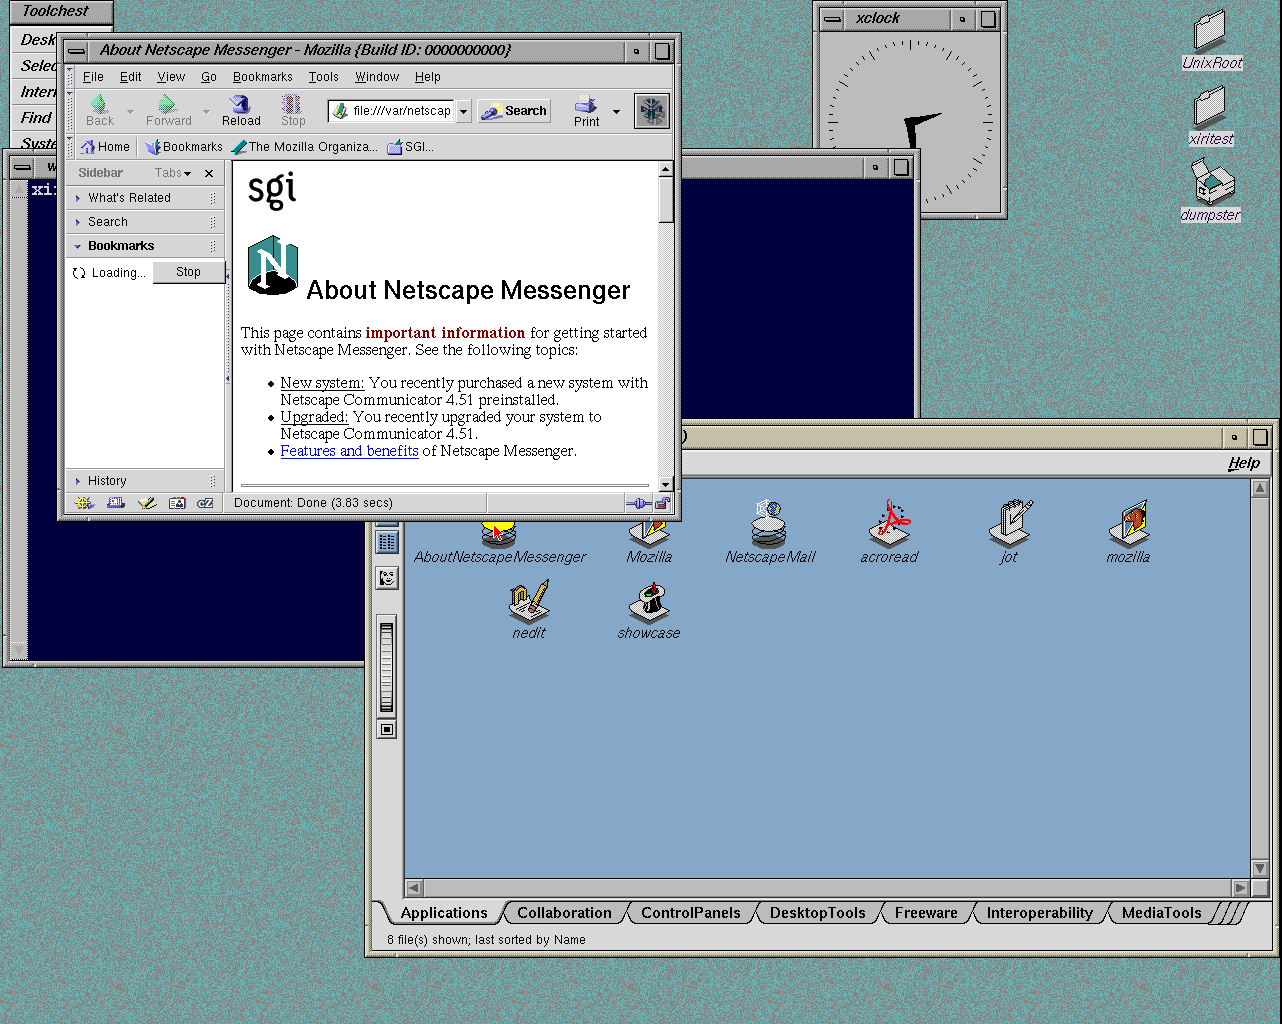 Toolchest
Desk
Selec
Inter
Find
Syste
About Netscape Messenger - Mozilla {Build ID: 0000000000}
File Edit View Go Bookmarks Tools Window Help
Back Forward Reload Stop file:///var/netscap Search Print
Home Bookmarks The Mozilla Organiza... SGI...
Sidebar Tabs
What's Related
Search
Bookmarks
Loading... Stop
History
sgi
N
About Netscape Messenger
This page contains important information for getting started
with Netscape Messenger. See the following topics:
New system: You recently purchased a new system with
Netscape Communicator 4.51 preinstalled.
Upgraded: You recently upgraded your system to
Netscape Communicator 4.51.
Features and benefits of Netscape Messenger.
Document: Done (3.83 secs)
xclock
UnixRoot
xiritest
dumpster
W
xi
)
Help
AboutNetscapeMessenger Mozilla NetscapeMail acroread jot mozilla
nedit showcase
Applications Collaboration ControlPanels DesktopTools Freeware Interoperability MediaTools
8 file(s) shown; last sorted by Name